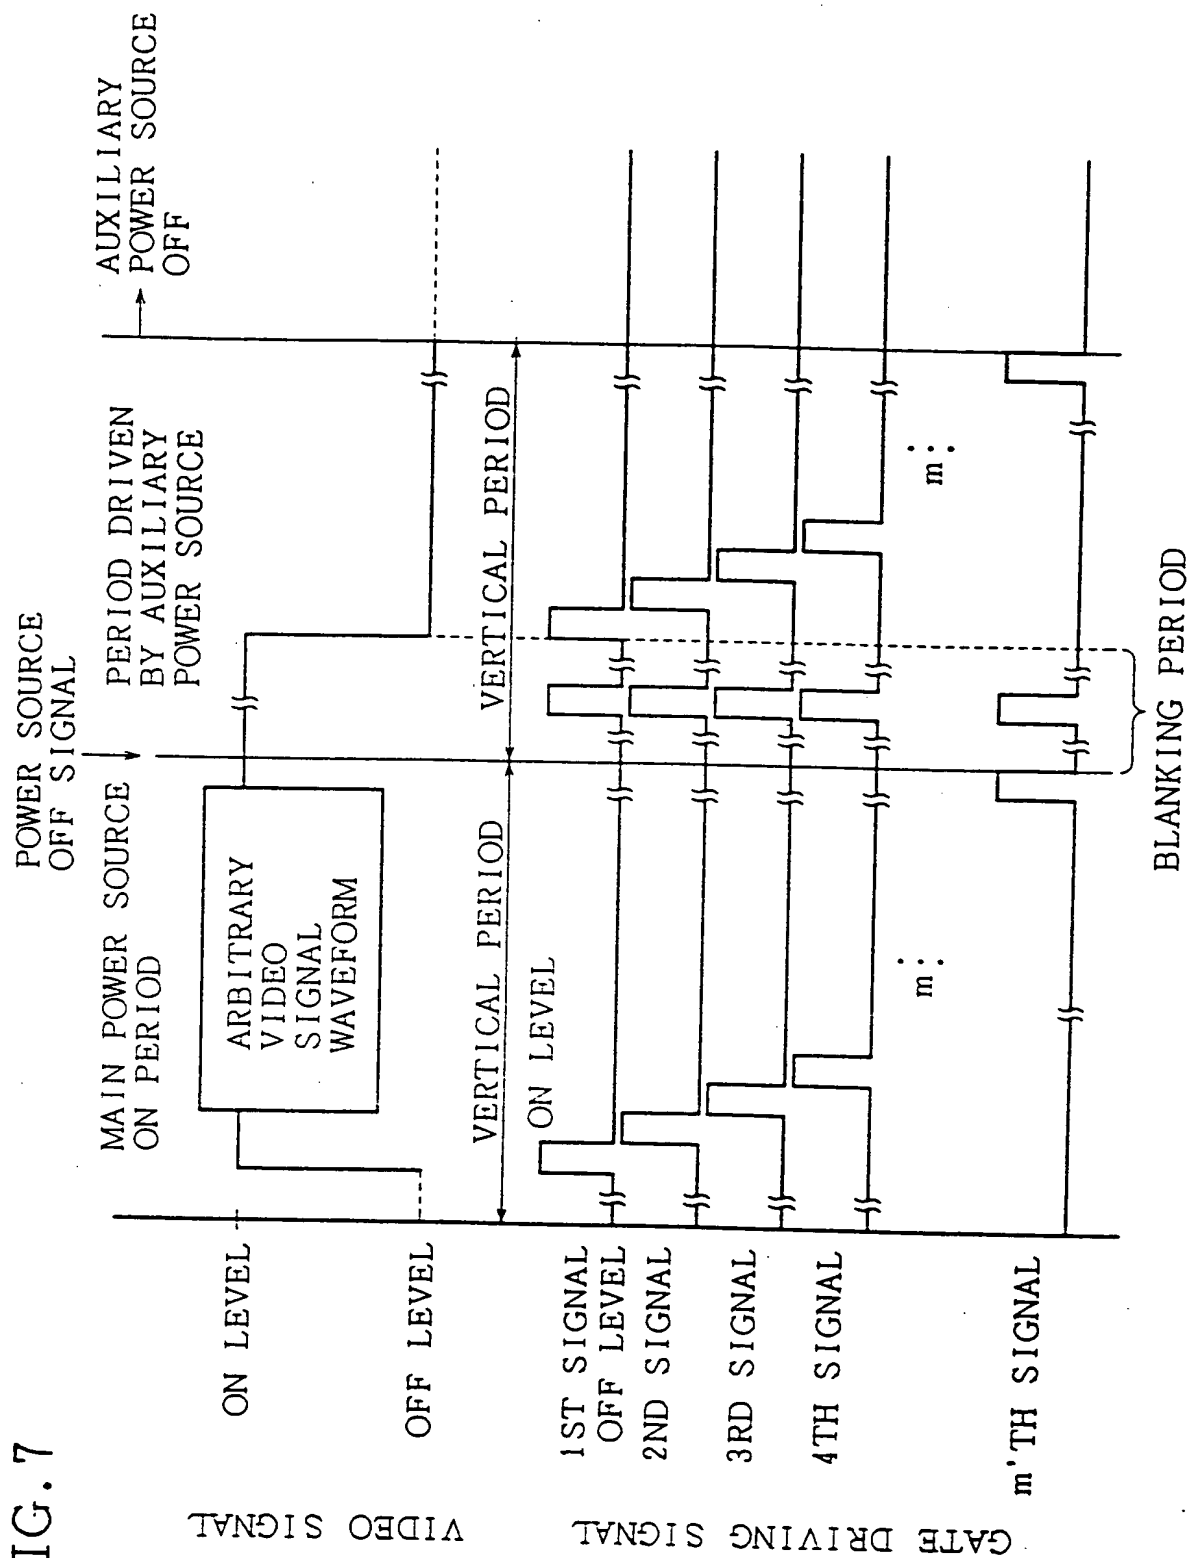 IG. 7
POWER SOURCE
OFF SIGNAL
MAIN POWER SOURCE
ON PERIOD
PERIOD DRIVEN
BY AUXILIARY
POWER SOURCE
AUXILIARY
POWER SOURCE
OFF
VIDEO SIGNAL
ON LEVEL
OFF LEVEL
ARBITRARY
VIDEO
SIGNAL
WAVEFORM
VERTICAL PERIOD
VERTICAL PERIOD
GATE DRIVING SIGNAL
ON LEVEL
1ST SIGNAL
OFF LEVEL
2ND SIGNAL
3RD SIGNAL
4TH SIGNAL
m
m
m'TH SIGNAL
BLANKING PERIOD